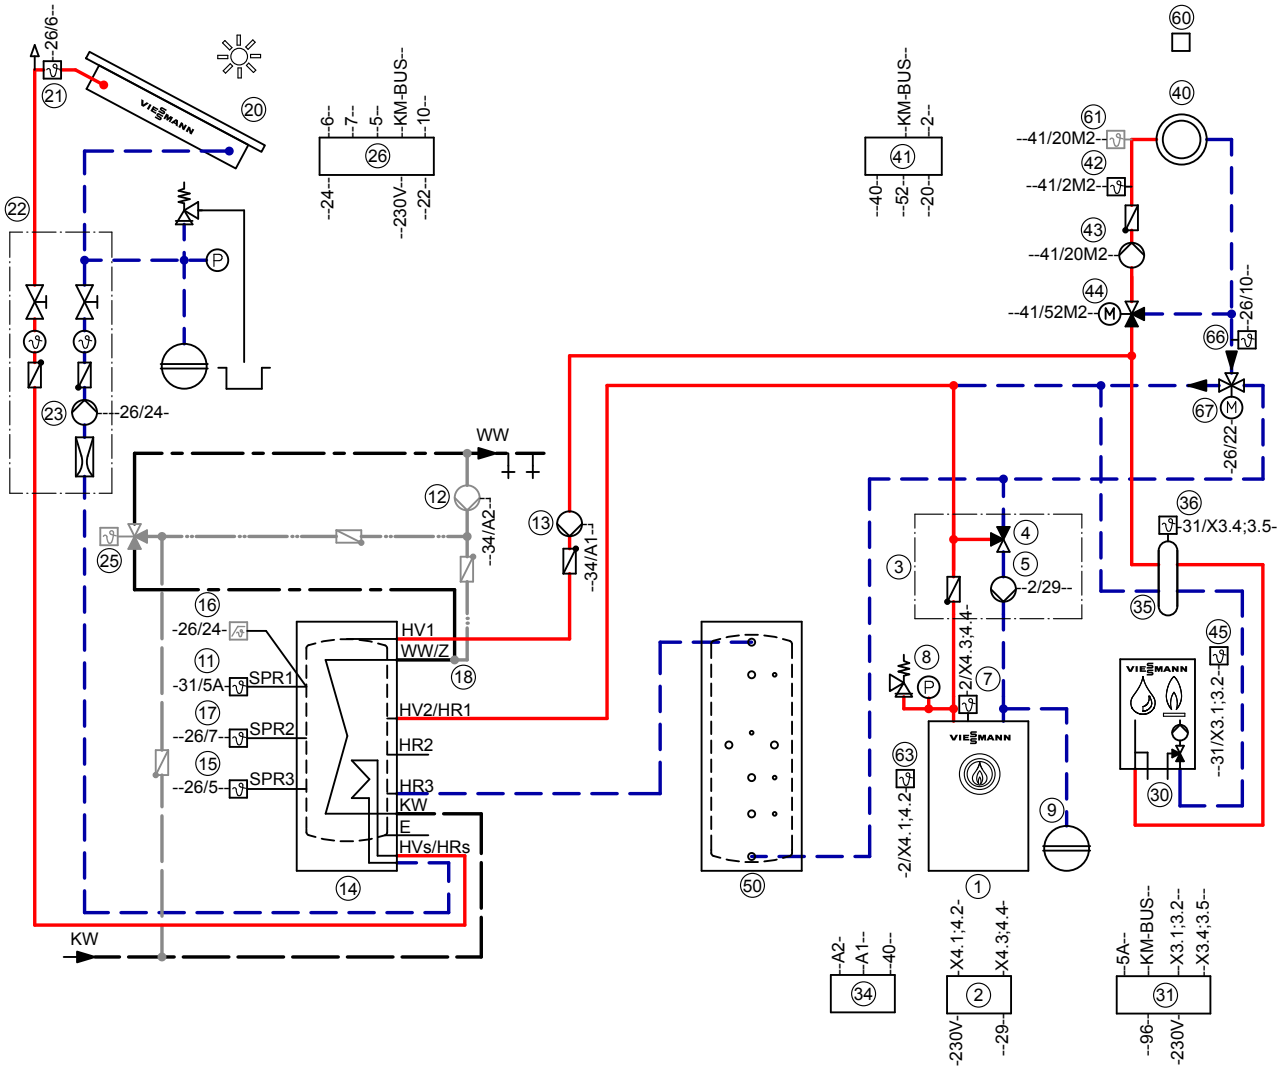 --26/6--
21
VIESSMANN
20
22
P
23
---26/24-
--6--
--7--
--5--
KM-BUS--
--10--
26
--24--
--230V--
--22--
KM-BUS--
--2--
41
--40--
--52--
--20--
60
40
61
--41/20M2--
42
--41/2M2--
43
--41/20M2--
44
--41/52M2--
M
66
--26/10--
67
M
-26/22--
WW
12
--34/A2--
13
--34/A1--
25
16
-26/24-
11
-31/5A-
SPR1
17
--26/7--
SPR2
15
--26/5--
SPR3
HV1
WW/Z
18
HV2/HR1
HR2
HR3
KW
E
HVs/HRs
14
KW
50
3
4
5
--2/29---
8
P
7
--2/X4.3;4.4-
63
-2/X4.1;4.2--
VIESSMANN
9
1
36
-31/X3.4;3.5-
35
45
--31/X3.1;3.2---
VIESSMANN
30
--A2-
A1--
--40--
34
-X4.1;4.2-
-X4.3;4.4-
2
-230V-
--29---
--5A--
KM-BUS--
-X3.1;3.2--
-X3.4;3.5--
31
--96---
-230V-